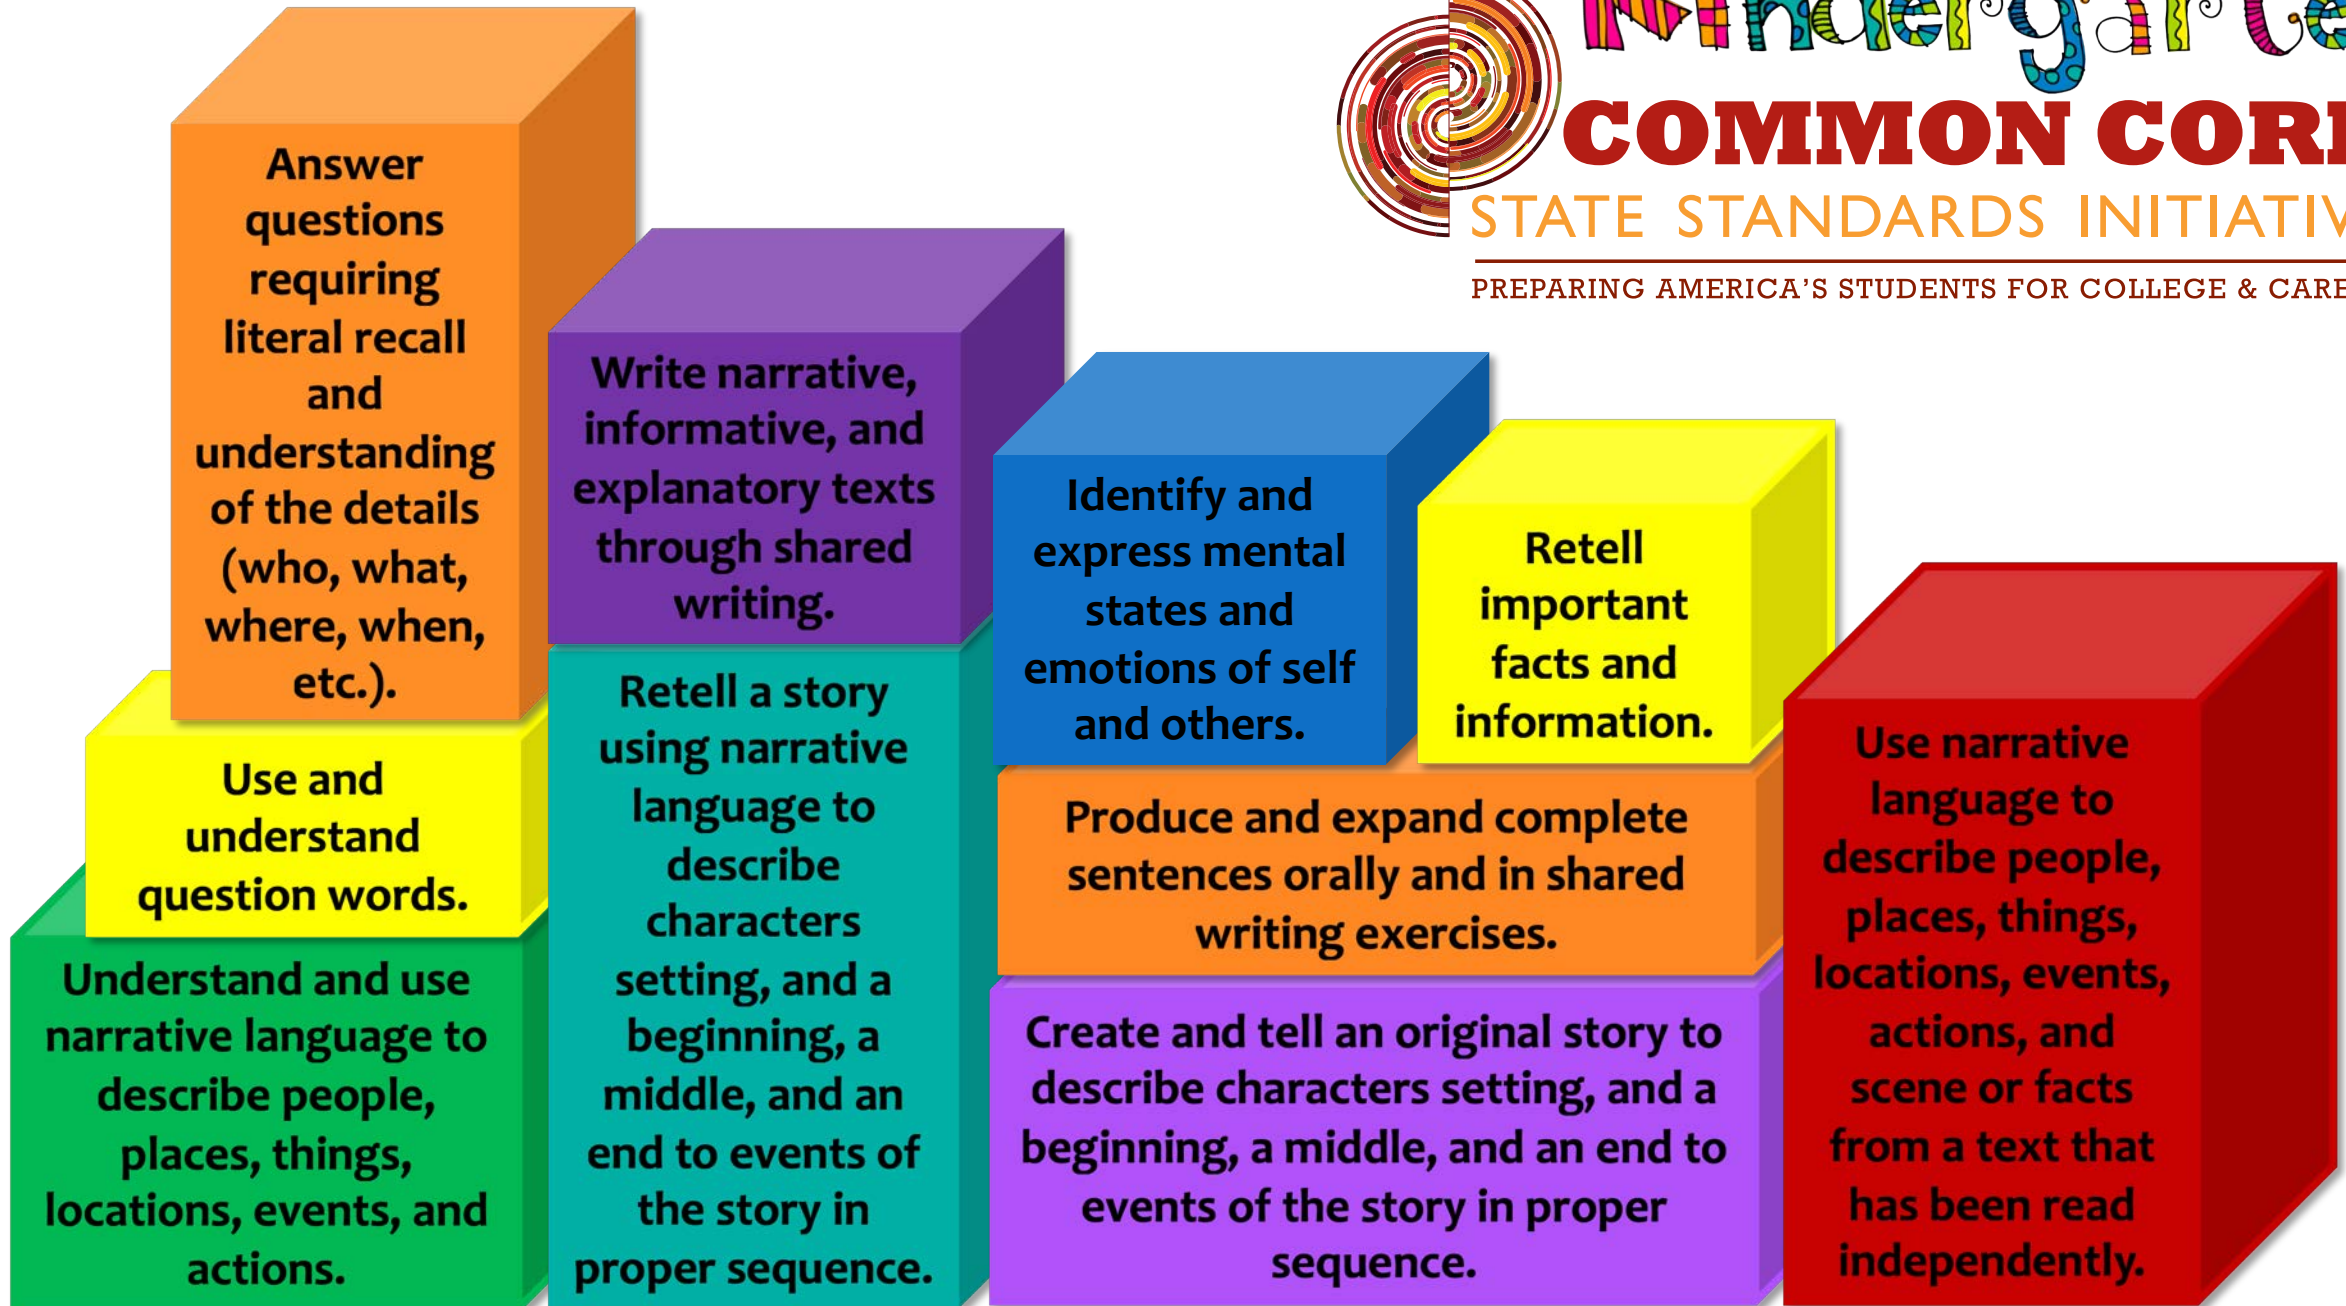 Kindergarte
COMMON COR
STATE STANDARDS INITIATIV
PREPARING AMERICA'S STUDENTS FOR COLLEGE & CARE
Answer
questions
requiring
literal recall
and
understanding
of the details
(who, what,
where, when,
etc.).
Use and
understand
question words.
Understand and use
narrative language to
describe people,
places, things,
locations, events, and
actions.
Write narrative,
informative, and
explanatory texts
through shared
writing.
Retell a story
using narrative
language to
describe
characters
setting, and a
beginning, a
middle, and an
end to events of
the story in
proper sequence.
Identify and
express mental
states and
emotions of self
and others.
Retell
important
facts and
information.
Produce and expand complete
sentences orally and in shared
writing exercises.
Create and tell an original story to
describe characters setting, and a
beginning, a middle, and an end to
events of the story in proper
sequence.
Use narrative
language to
describe people,
places, things,
locations, events,
actions, and
scene or facts
from a text that
has been read
independently.